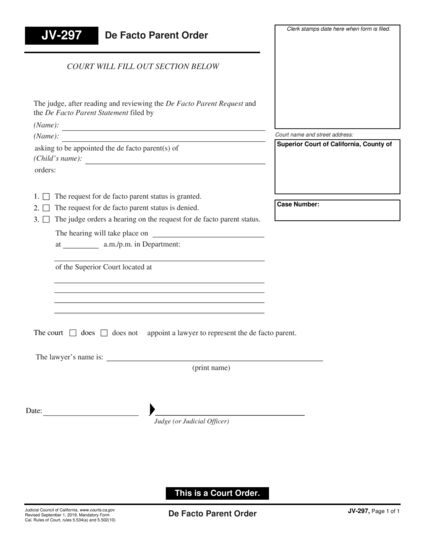 JV-297 De Facto Parent Order
Clerk stamps date here when form is filed.
COURT WILL FILL OUT SECTION BELOW
The judge, after reading and reviewing the De Facto Parent Request and
the De Facto Parent Statement filed by
(Name):
(Name):
asking to be appointed the de facto parent(s) of
(Child's name):
orders:
Court name and street address:
Superior Court of California, County of
Case Number:
1. The request for de facto parent status is granted.
2. The request for de facto parent status is denied.
3. The judge orders a hearing on the request for de facto parent status.
The hearing will take place on
at a.m./p.m. in Department:
of the Superior Court located at
The court does does not appoint a lawyer to represent the de facto parent.
The lawyer's name is:
(print name)
Date:
Judge (or Judicial Officer)
This is a Court Order.
Judicial Council of California, www.courts.ca.gov
Revised September 1, 2019, Mandatory Form
Cal. Rules of Court, rules 5.534(a) and 5.502(10)
De Facto Parent Order
JV-297, Page 1 of 1